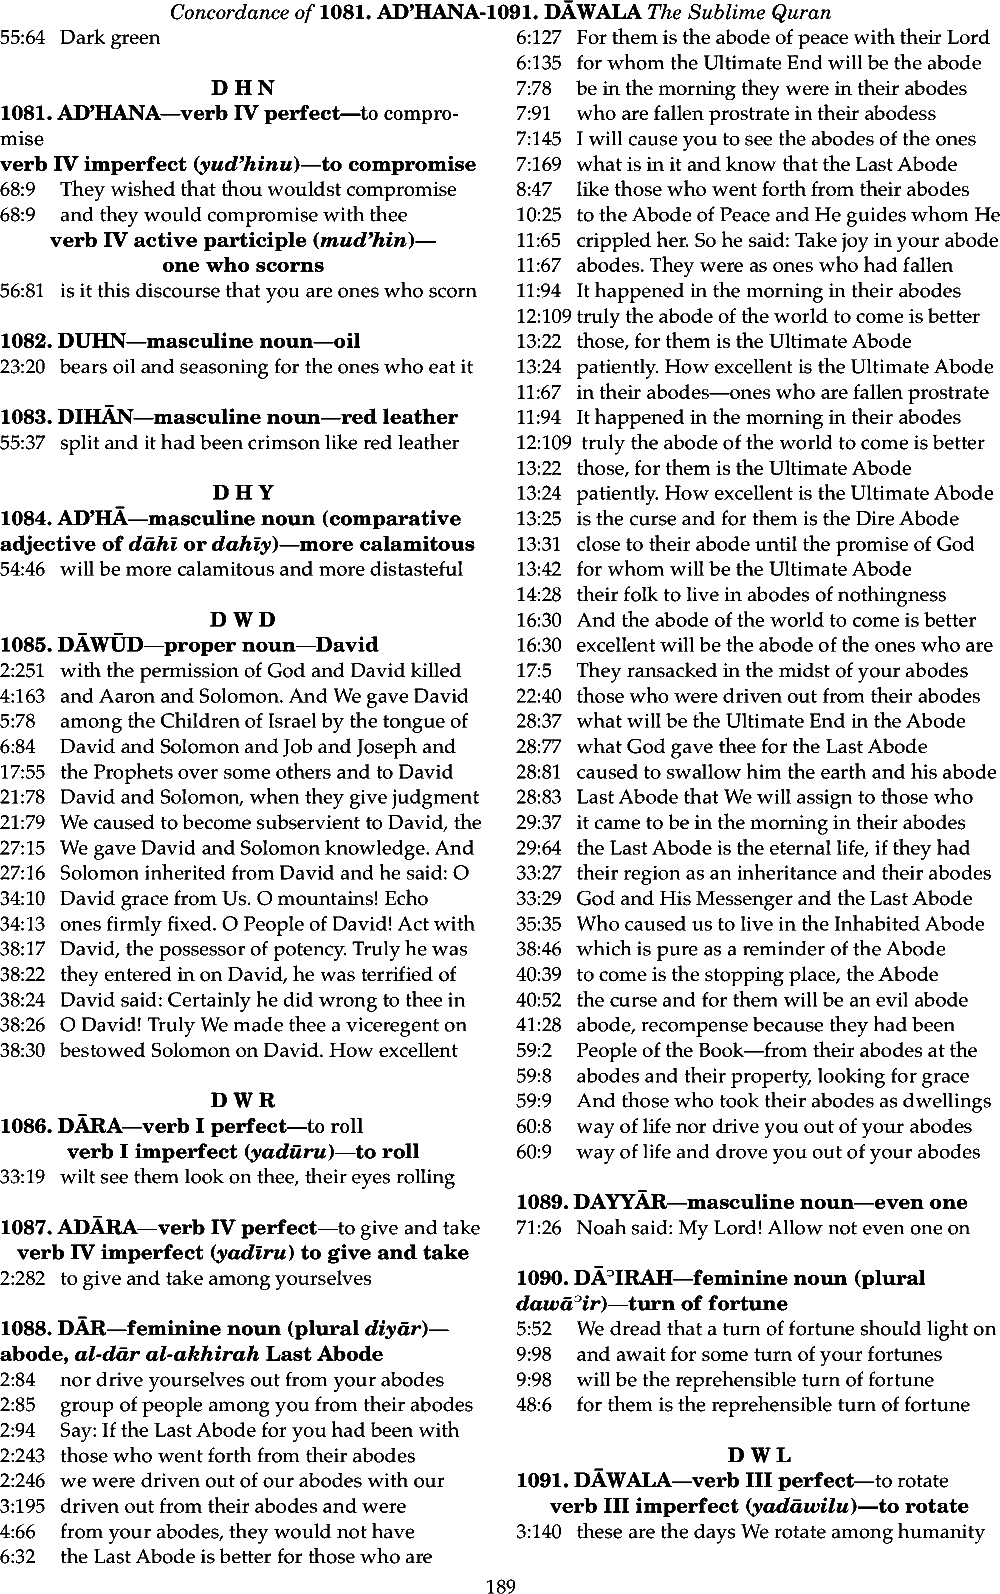 Concordance of 1081. AD’HANA-1091. DĀWALA The Sublime Quran
55:64 Dark green
D H N
1081. AD’HANA—verb IV perfect—to compro-
mise
verb IV imperfect (yud’hinu)—to compromise
68:9 They wished that thou wouldst compromise
68:9 and they would compromise with thee
verb IV active participle (mud’hin)—
one who scorns
56:81 is it this discourse that you are ones who scorn
1082. DUHN—masculine noun—oil
23:20 bears oil and seasoning for the ones who eat it
1083. DIHĀN—masculine noun—red leather
55:37 split and it had been crimson like red leather
D H Y
1084. AD’HĀ—masculine noun (comparative
adjective of dāhī or dahīy)—more calamitous
54:46 will be more calamitous and more distasteful
D W D
1085. DĀWŪD—proper noun—David
2:251 with the permission of God and David killed
4:163 and Aaron and Solomon. And We gave David
5:78 among the Children of Israel by the tongue of
6:84 David and Solomon and Job and Joseph and
17:55 the Prophets over some others and to David
21:78 David and Solomon, when they give judgment
21:79 We caused to become subservient to David, the
27:15 We gave David and Solomon knowledge. And
27:16 Solomon inherited from David and he said: O
34:10 David grace from Us. O mountains! Echo
34:13 ones firmly fixed. O People of David! Act with
38:17 David, the possessor of potency. Truly he was
38:22 they entered in on David, he was terrified of
38:24 David said: Certainly he did wrong to thee in
38:26 O David! Truly We made thee a viceregent on
38:30 bestowed Solomon on David. How excellent
D W R
1086. DĀRA—verb I perfect—to roll
verb I imperfect (yadūru)—to roll
33:19 wilt see them look on thee, their eyes rolling
1087. ADĀRA—verb IV perfect—to give and take
verb IV imperfect (yadīru) to give and take
2:282 to give and take among yourselves
1088. DĀR—feminine noun (plural diyār)—
abode, al-dār al-akhirah Last Abode
2:84 nor drive yourselves out from your abodes
2:85 group of people among you from their abodes
2:94 Say: If the Last Abode for you had been with
2:243 those who went forth from their abodes
2:246 we were driven out of our abodes with our
3:195 driven out from their abodes and were
4:66 from your abodes, they would not have
6:32 the Last Abode is better for those who are
6:127 For them is the abode of peace with their Lord
6:135 for whom the Ultimate End will be the abode
7:78 be in the morning they were in their abodes
7:91 who are fallen prostrate in their abodess
7:145 I will cause you to see the abodes of the ones
7:169 what is in it and know that the Last Abode
8:47 like those who went forth from their abodes
10:25 to the Abode of Peace and He guides whom He
11:65 crippled her. So he said: Take joy in your abode
11:67 abodes. They were as ones who had fallen
11:94 It happened in the morning in their abodes
12:109 truly the abode of the world to come is better
13:22 those, for them is the Ultimate Abode
13:24 patiently. How excellent is the Ultimate Abode
11:67 in their abodes—ones who are fallen prostrate
11:94 It happened in the morning in their abodes
12:109 truly the abode of the world to come is better
13:22 those, for them is the Ultimate Abode
13:24 patiently. How excellent is the Ultimate Abode
13:25 is the curse and for them is the Dire Abode
13:31 close to their abode until the promise of God
13:42 for whom will be the Ultimate Abode
14:28 their folk to live in abodes of nothingness
16:30 And the abode of the world to come is better
16:30 excellent will be the abode of the ones who are
17:5 They ransacked in the midst of your abodes
22:40 those who were driven out from their abodes
28:37 what will be the Ultimate End in the Abode
28:77 what God gave thee for the Last Abode
28:81 caused to swallow him the earth and his abode
28:83 Last Abode that We will assign to those who
29:37 it came to be in the morning in their abodes
29:64 the Last Abode is the eternal life, if they had
33:27 their region as an inheritance and their abodes
33:29 God and His Messenger and the Last Abode
35:35 Who caused us to live in the Inhabited Abode
38:46 which is pure as a reminder of the Abode
40:39 to come is the stopping place, the Abode
40:52 the curse and for them will be an evil abode
41:28 abode, recompense because they had been
59:2 People of the Book—from their abodes at the
59:8 abodes and their property, looking for grace
59:9 And those who took their abodes as dwellings
60:8 way of life nor drive you out of your abodes
60:9 way of life and drove you out of your abodes
1089. DAYYĀR—masculine noun—even one
71:26 Noah said: My Lord! Allow not even one on
1090. DĀʾIRAH—feminine noun (plural
dawāʾir)—turn of fortune
5:52 We dread that a turn of fortune should light on
9:98 and await for some turn of your fortunes
9:98 will be the reprehensible turn of fortune
48:6 for them is the reprehensible turn of fortune
D W L
1091. DĀWALA—verb III perfect—to rotate
verb III imperfect (yadāwilu)—to rotate
3:140 these are the days We rotate among humanity
189